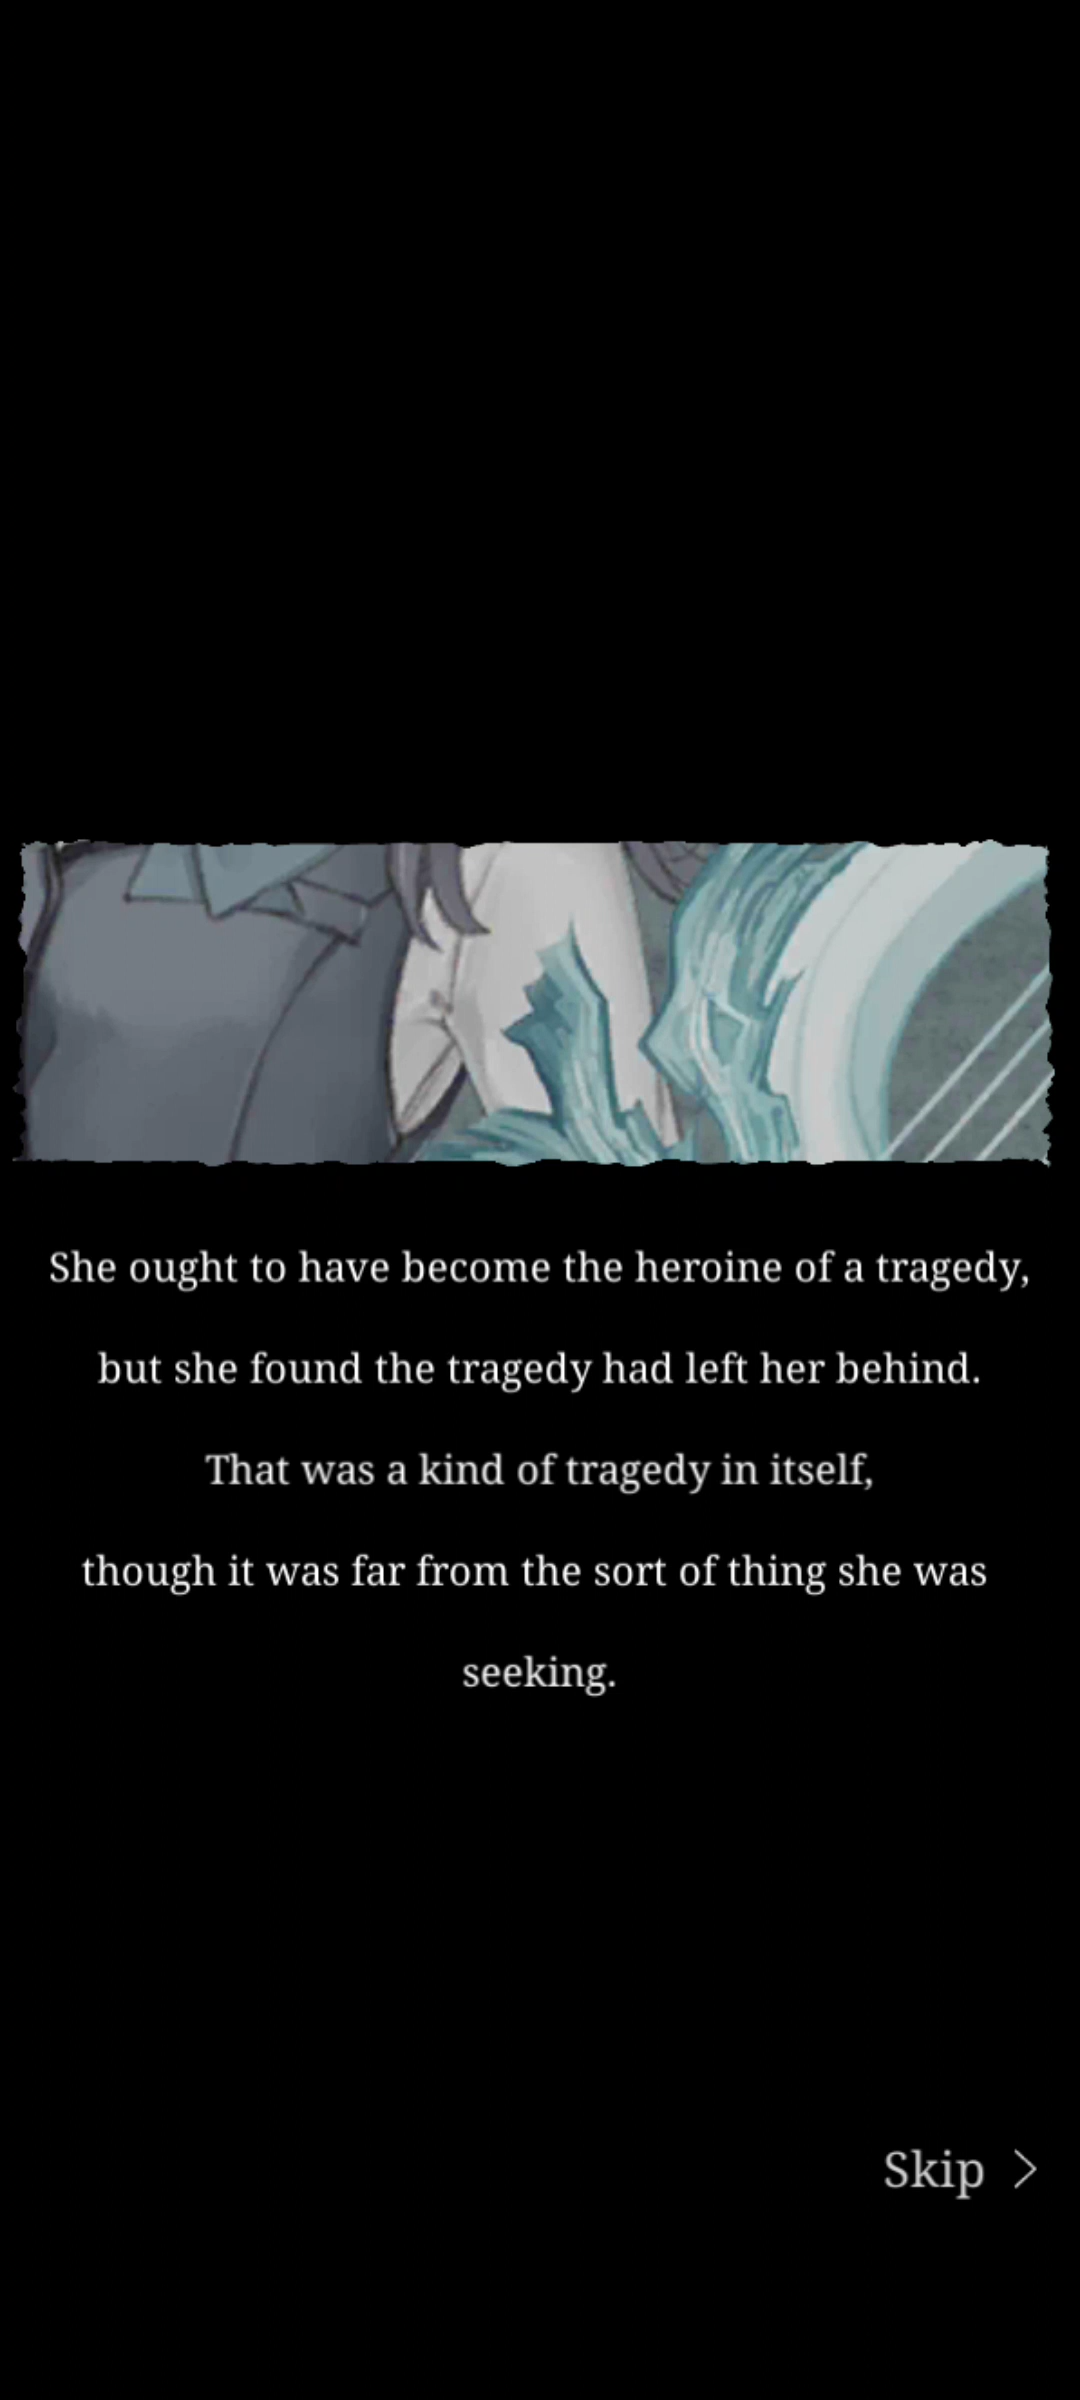 She ought to have become the heroine of a tragedy,
but she found the tragedy had left her behind.
That was a kind of tragedy in itself,
though it was far from the sort of thing she was
seeking.
Skip >